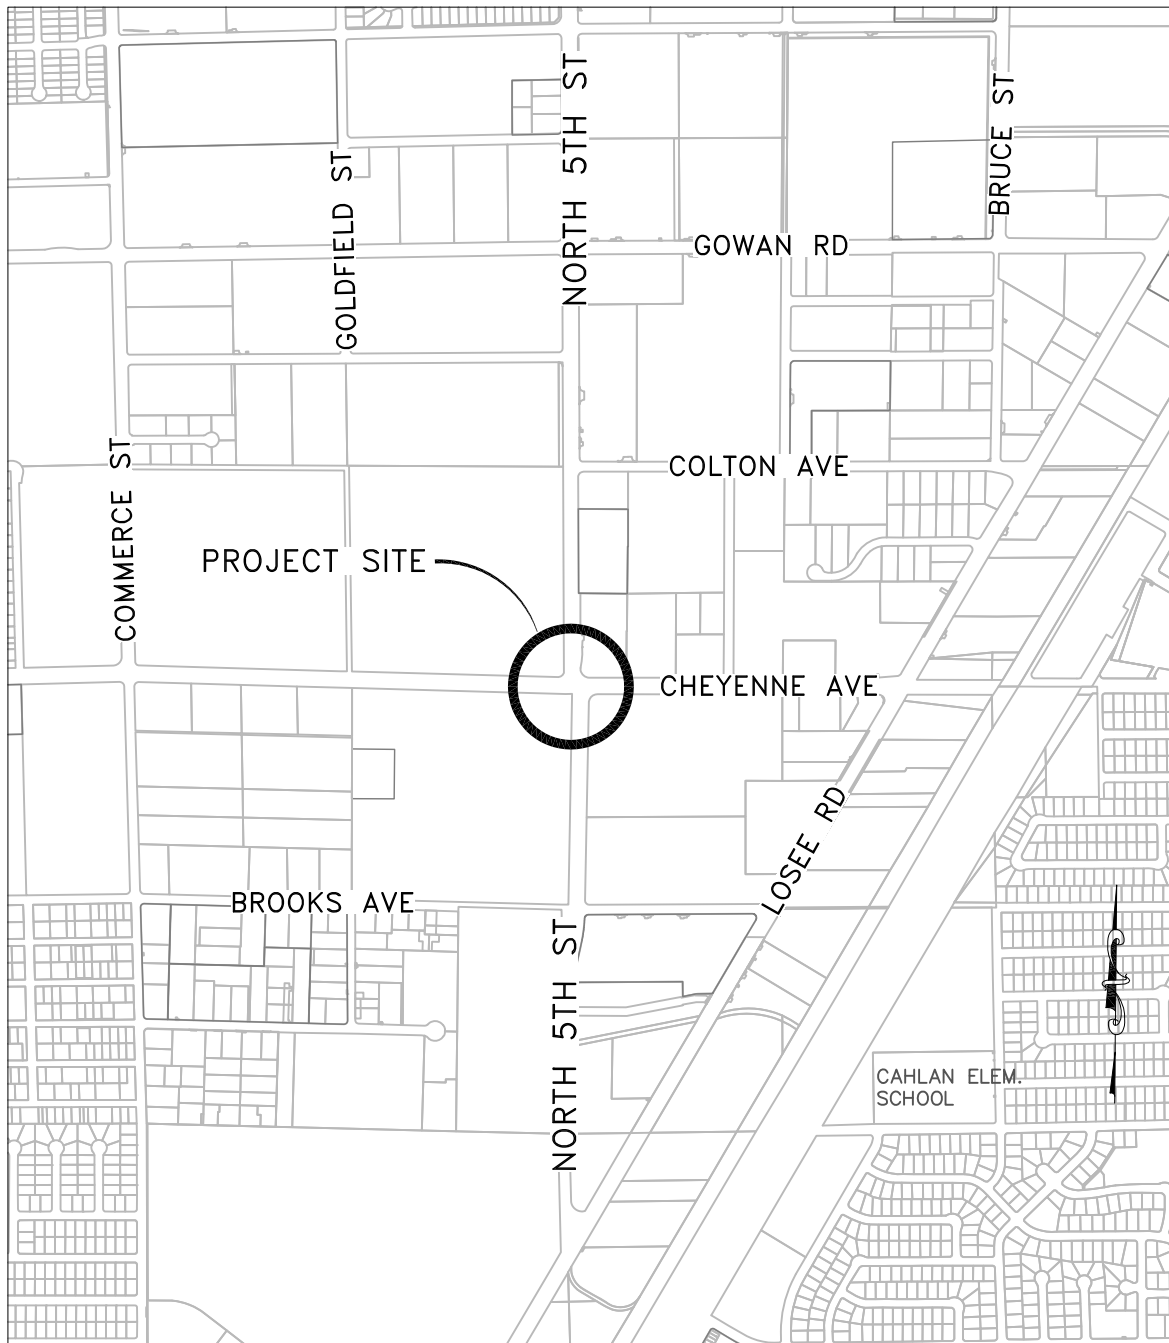 NORTH 5TH ST
BRUCE ST
GOLDFIELD ST
GOWAN RD
COMMERCE ST
COLTON AVE
PROJECT SITE
CHEYENNE AVE
LOSEE RD
BROOKS AVE
NORTH 5TH ST
CAHLAN ELEM.
SCHOOL